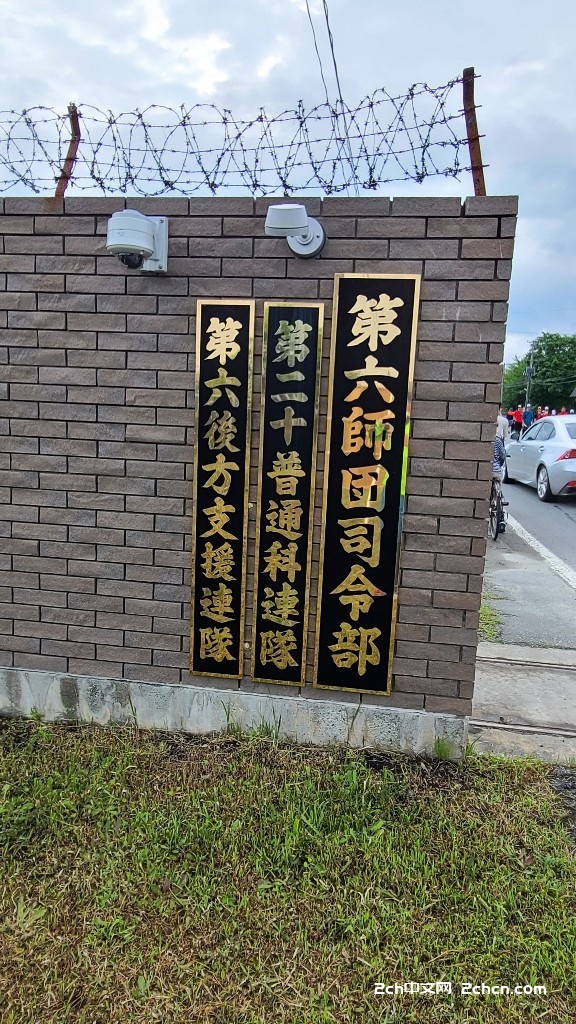 第六師団司令部
第二十普通科連隊
第六後方支援連隊
2ch中文网 2chcn.com